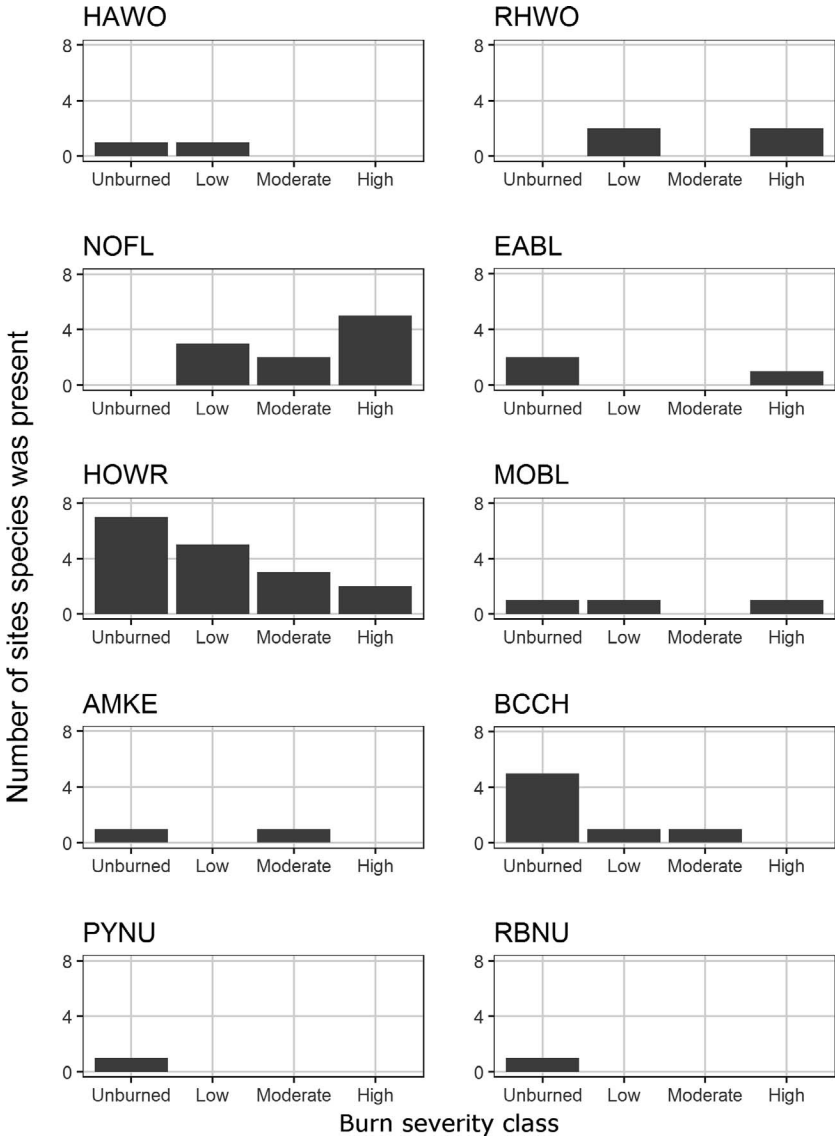 HAWO
8
4
0
Unburned Low Moderate High
RHWO
8
4
0
Unburned Low Moderate High
NOFL
8
4
0
Unburned Low Moderate High
EABL
8
4
0
Unburned Low Moderate High
HOWR
8
4
0
Unburned Low Moderate High
MOBL
8
4
0
Unburned Low Moderate High
AMKE
8
4
0
Unburned Low Moderate High
BCCH
8
4
0
Unburned Low Moderate High
PYNU
8
4
0
Unburned Low Moderate High
RBNU
8
4
0
Unburned Low Moderate High
Number of sites species was present
Burn severity class